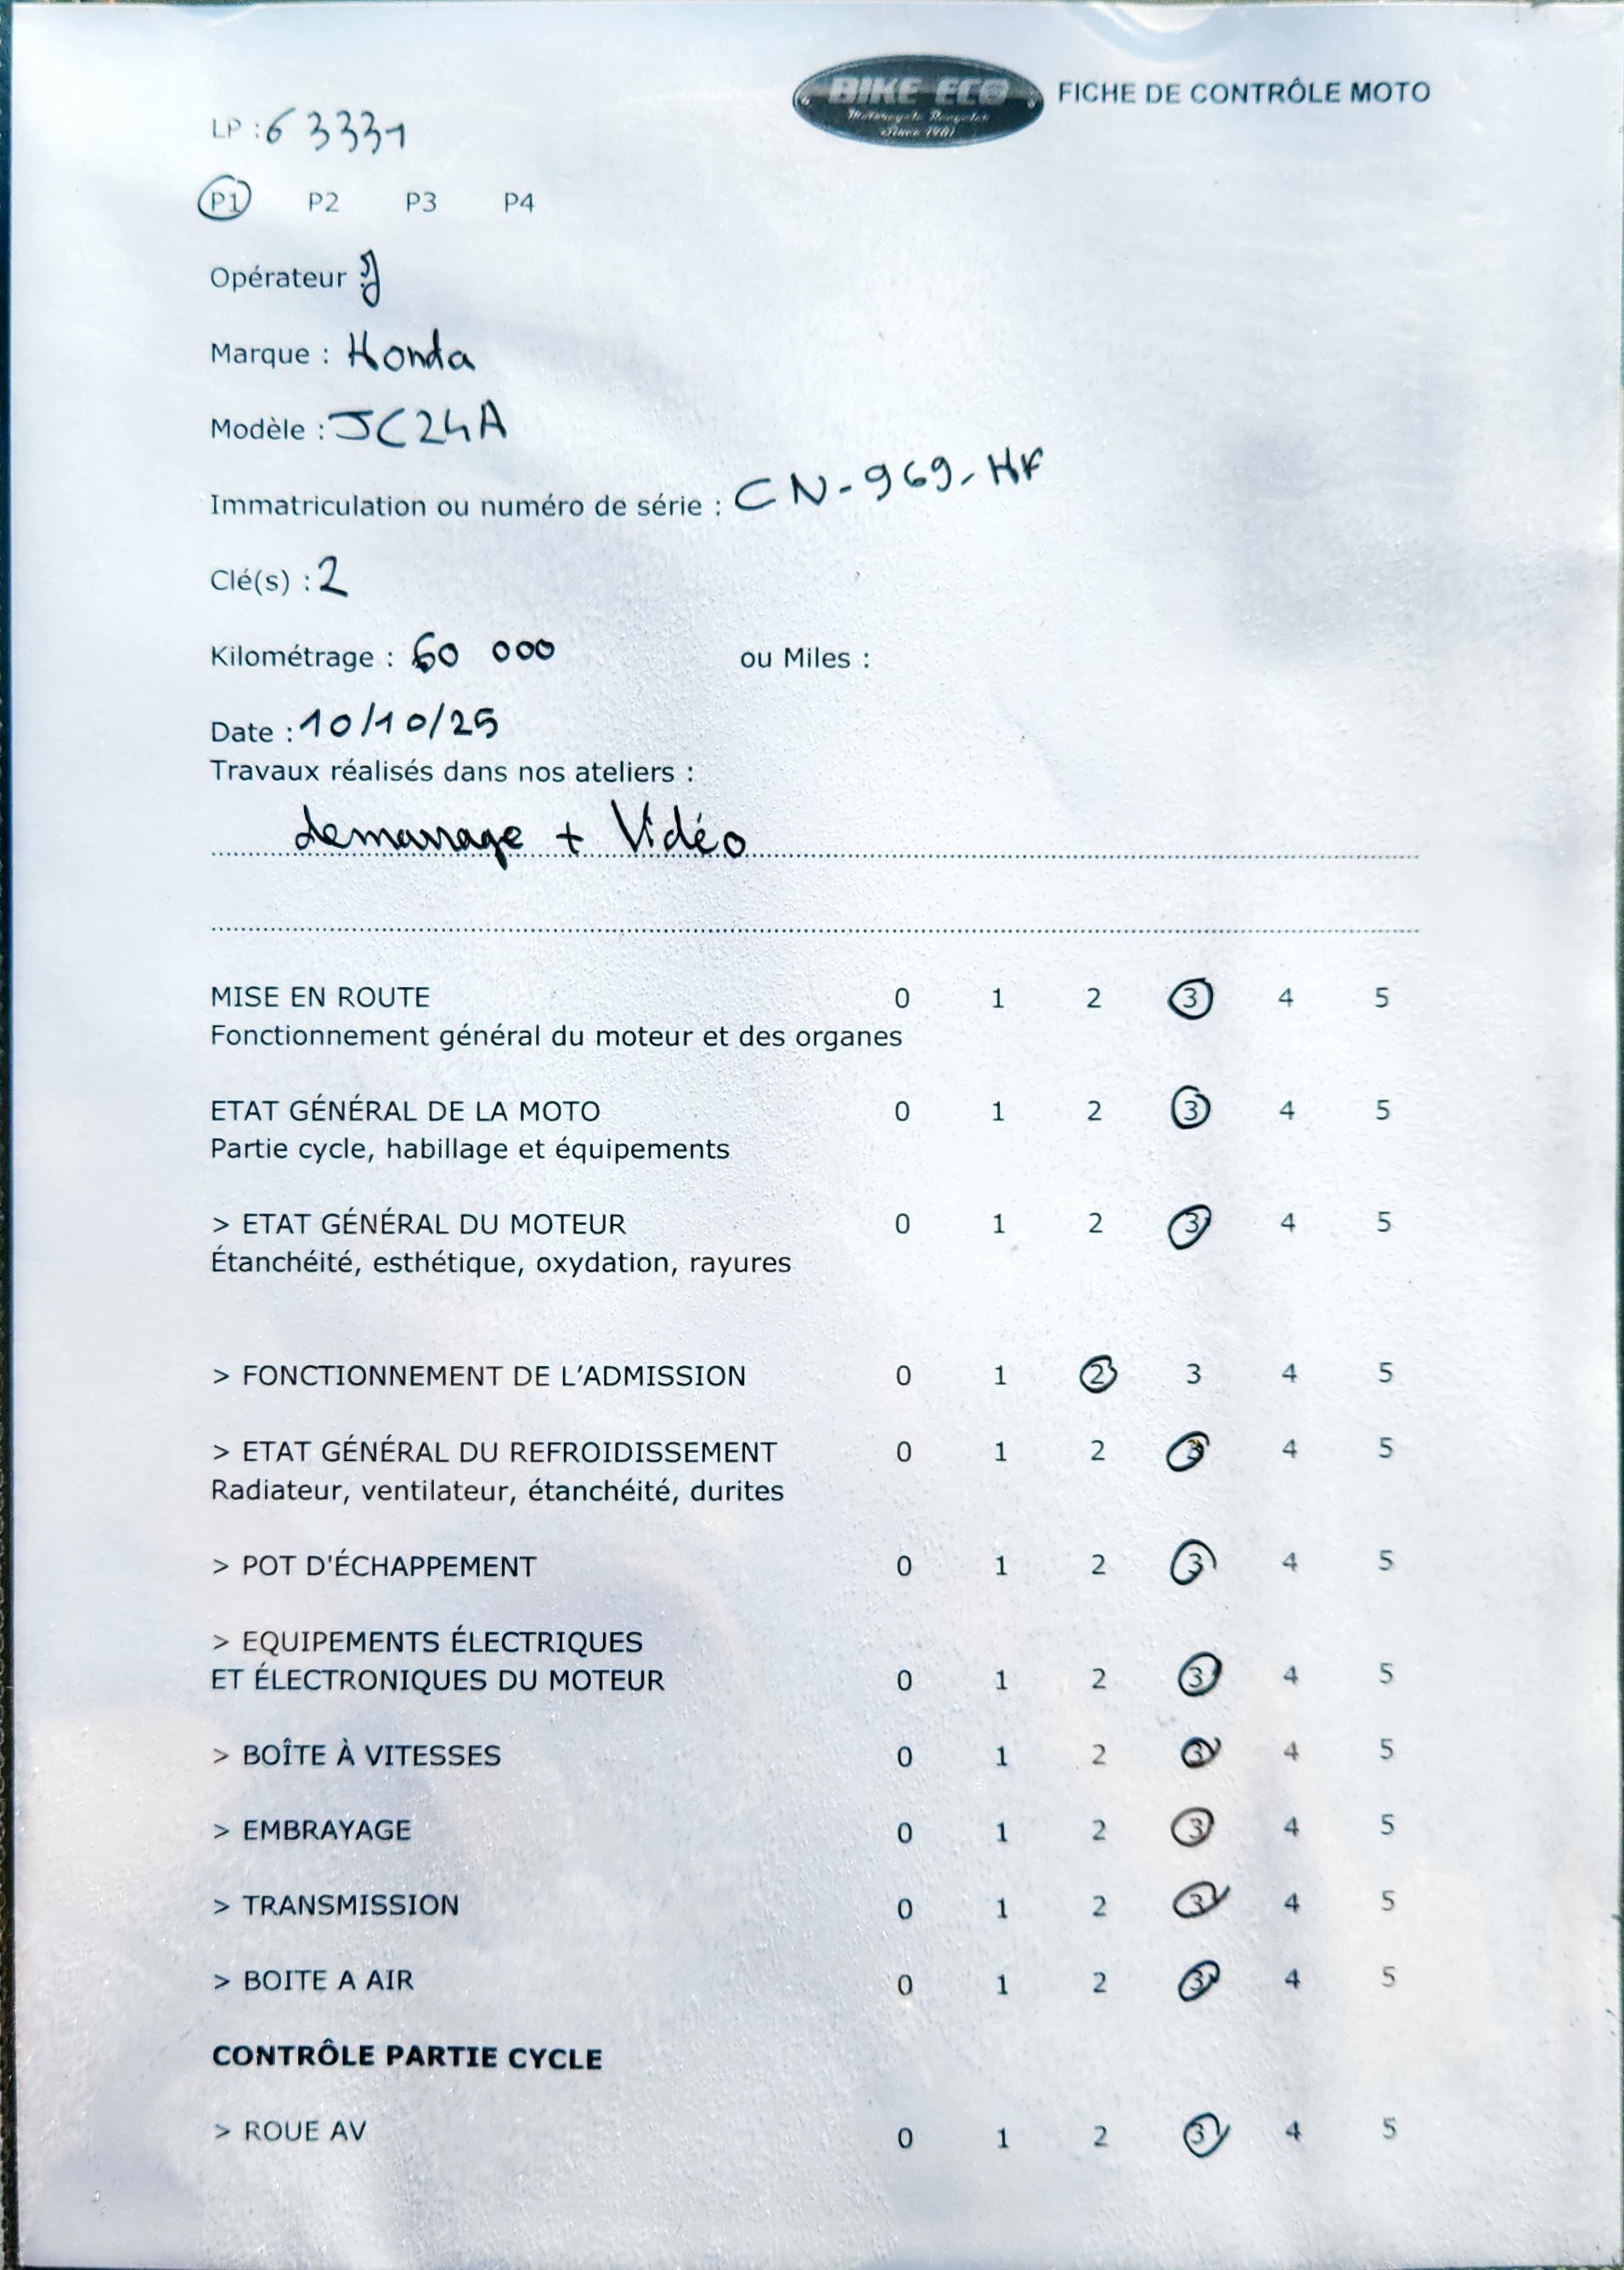 BIKE ECO
Motorcycle Recycler
Since 1981
FICHE DE CONTRÔLE MOTO
LP : 63331
P1 P2 P3 P4
Opérateur
Marque : Honda
Modèle : JC24A
Immatriculation ou numéro de série : CN-969-HF
Clé(s) : 2
Kilométrage : 60 000 ou Miles :
Date : 10/10/25
Travaux réalisés dans nos ateliers :
demarrage + Vidéo
MISE EN ROUTE 0 1 2 3 4 5
Fonctionnement général du moteur et des organes
ETAT GÉNÉRAL DE LA MOTO 0 1 2 3 4 5
Partie cycle, habillage et équipements
> ETAT GÉNÉRAL DU MOTEUR 0 1 2 3 4 5
Étanchéité, esthétique, oxydation, rayures
> FONCTIONNEMENT DE L'ADMISSION 0 1 2 3 4 5
> ETAT GÉNÉRAL DU REFROIDISSEMENT 0 1 2 3 4 5
Radiateur, ventilateur, étanchéité, durites
> POT D'ÉCHAPPEMENT 0 1 2 3 4 5
> EQUIPEMENTS ÉLECTRIQUES
ET ÉLECTRONIQUES DU MOTEUR 0 1 2 3 4 5
> BOÎTE À VITESSES 0 1 2 3 4 5
> EMBRAYAGE 0 1 2 3 4 5
> TRANSMISSION 0 1 2 3 4 5
> BOITE A AIR 0 1 2 3 4 5
CONTRÔLE PARTIE CYCLE
> ROUE AV 0 1 2 3 4 5